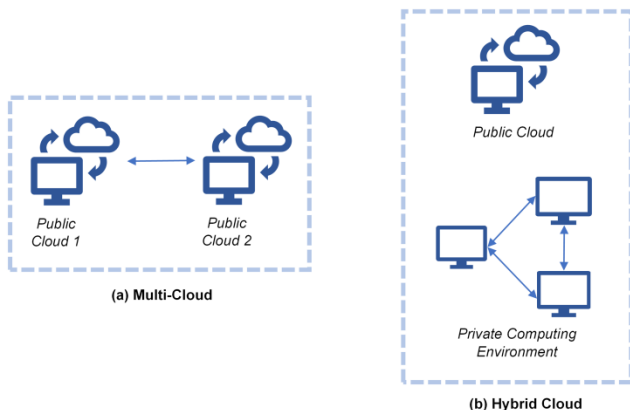 Public
Cloud 1
Public
Cloud 2
(a) Multi-Cloud
Public Cloud
Private Computing
Environment
(b) Hybrid Cloud